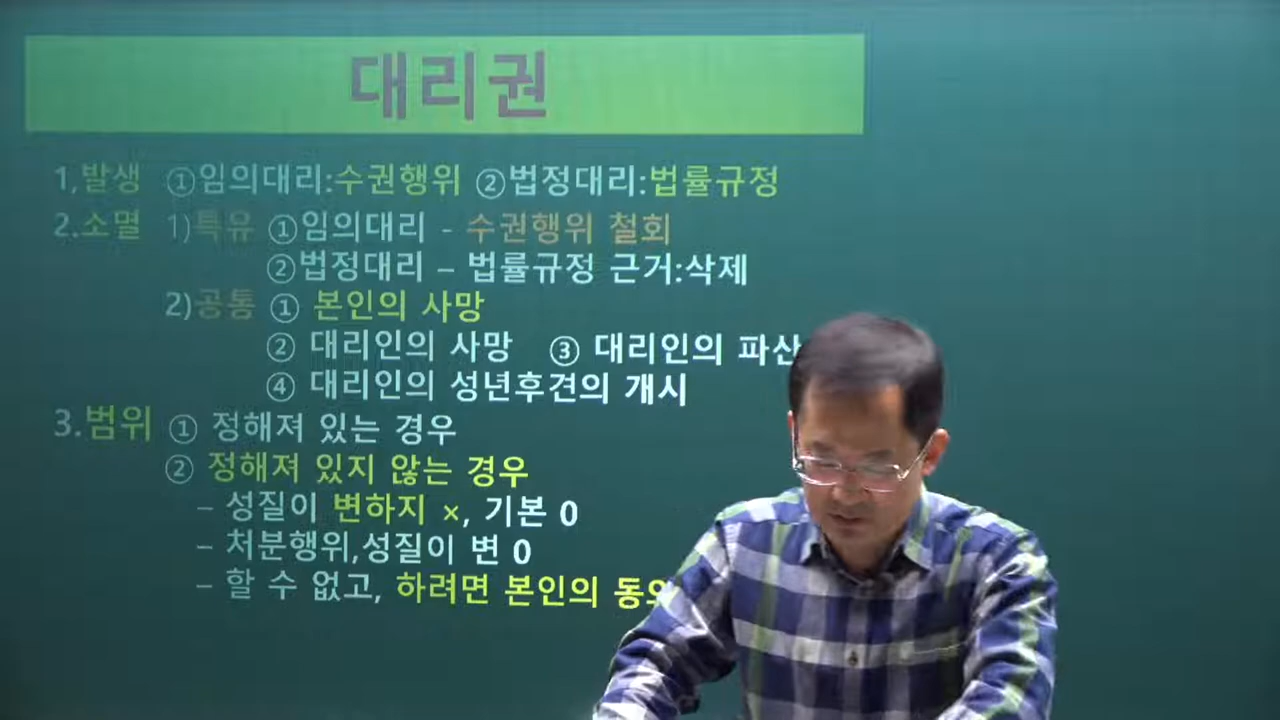 대리권
1,발생 ①임의대리:수권행위 ②법정대리:법률규정
2.소멸 1)특유 ①임의대리 - 수권행위 철회
②법정대리 – 법률규정 근거:삭제
2)공통 ① 본인의 사망
② 대리인의 사망 ③ 대리인의 파산
④ 대리인의 성년후견의 개시
3.범위 ① 정해져 있는 경우
② 정해져 있지 않는 경우
– 성질이 변하지 ×, 기본 0
– 처분행위,성질이 변 0
– 할 수 없고, 하려면 본인의